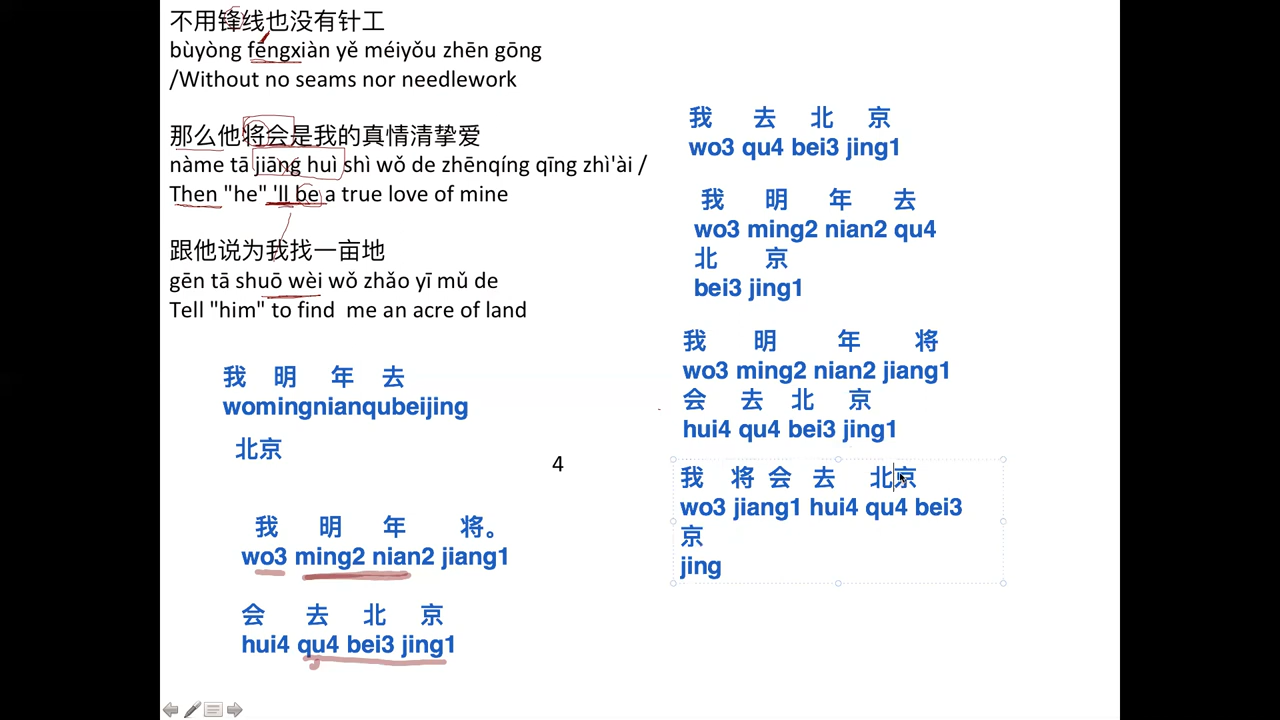 不用锋线也没有针工
bùyòng fēngxiàn yě méiyǒu zhēn gōng
/Without no seams nor needlework
那么他将会是我的真情清挚爱
nàme tā jiāng huì shì wǒ de zhēnqíng qīng zhì'ài /
Then "he" 'll be a true love of mine
跟他说为我找一亩地
gēn tā shuō wèi wǒ zhǎo yī mǔ de
Tell "him" to find me an acre of land
我 明 年 去
womingnianqubeijing
北京
4
我 明 年 将。
wo3 ming2 nian2 jiang1
会 去 北 京
hui4 qu4 bei3 jing1
我 去 北 京
wo3 qu4 bei3 jing1
我 明 年 去
wo3 ming2 nian2 qu4
北 京
bei3 jing1
我 明 年 将
wo3 ming2 nian2 jiang1
会 去 北 京
hui4 qu4 bei3 jing1
我 将 会 去 北京
wo3 jiang1 hui4 qu4 bei3
京
jing